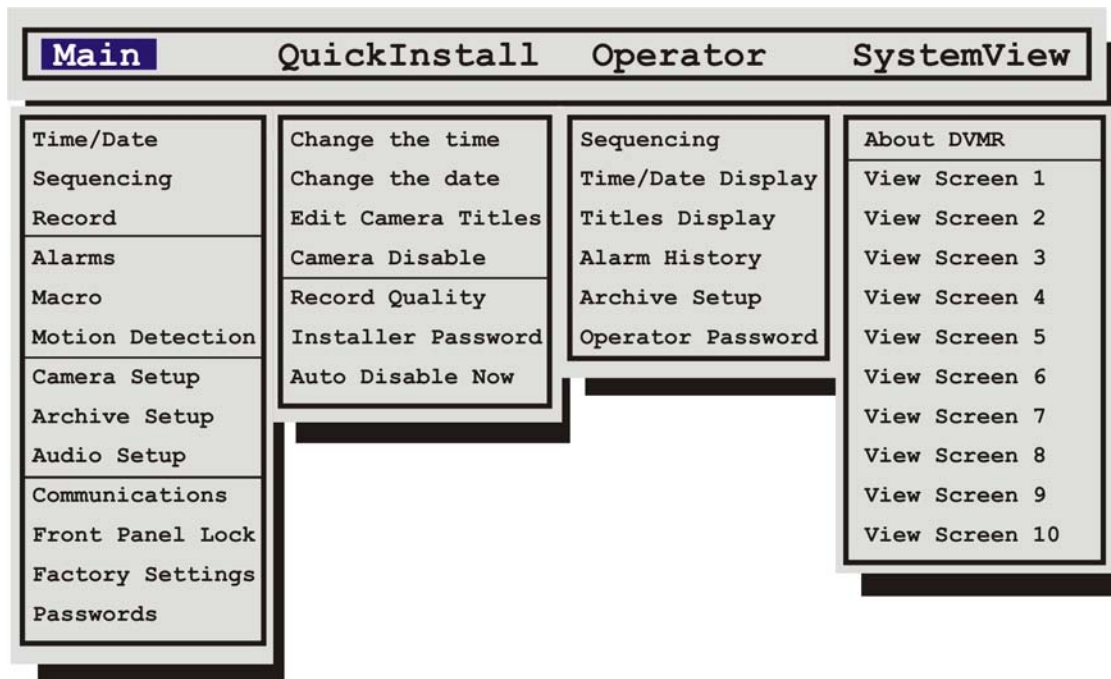 Main QuickInstall Operator SystemView
Time/Date
Sequencing
Record
Alarms
Macro
Motion Detection
Camera Setup
Archive Setup
Audio Setup
Communications
Front Panel Lock
Factory Settings
Passwords
Change the time
Change the date
Edit Camera Titles
Camera Disable
Record Quality
Installer Password
Auto Disable Now
Sequencing
Time/Date Display
Titles Display
Alarm History
Archive Setup
Operator Password
About DVMR
View Screen 1
View Screen 2
View Screen 3
View Screen 4
View Screen 5
View Screen 6
View Screen 7
View Screen 8
View Screen 9
View Screen 10